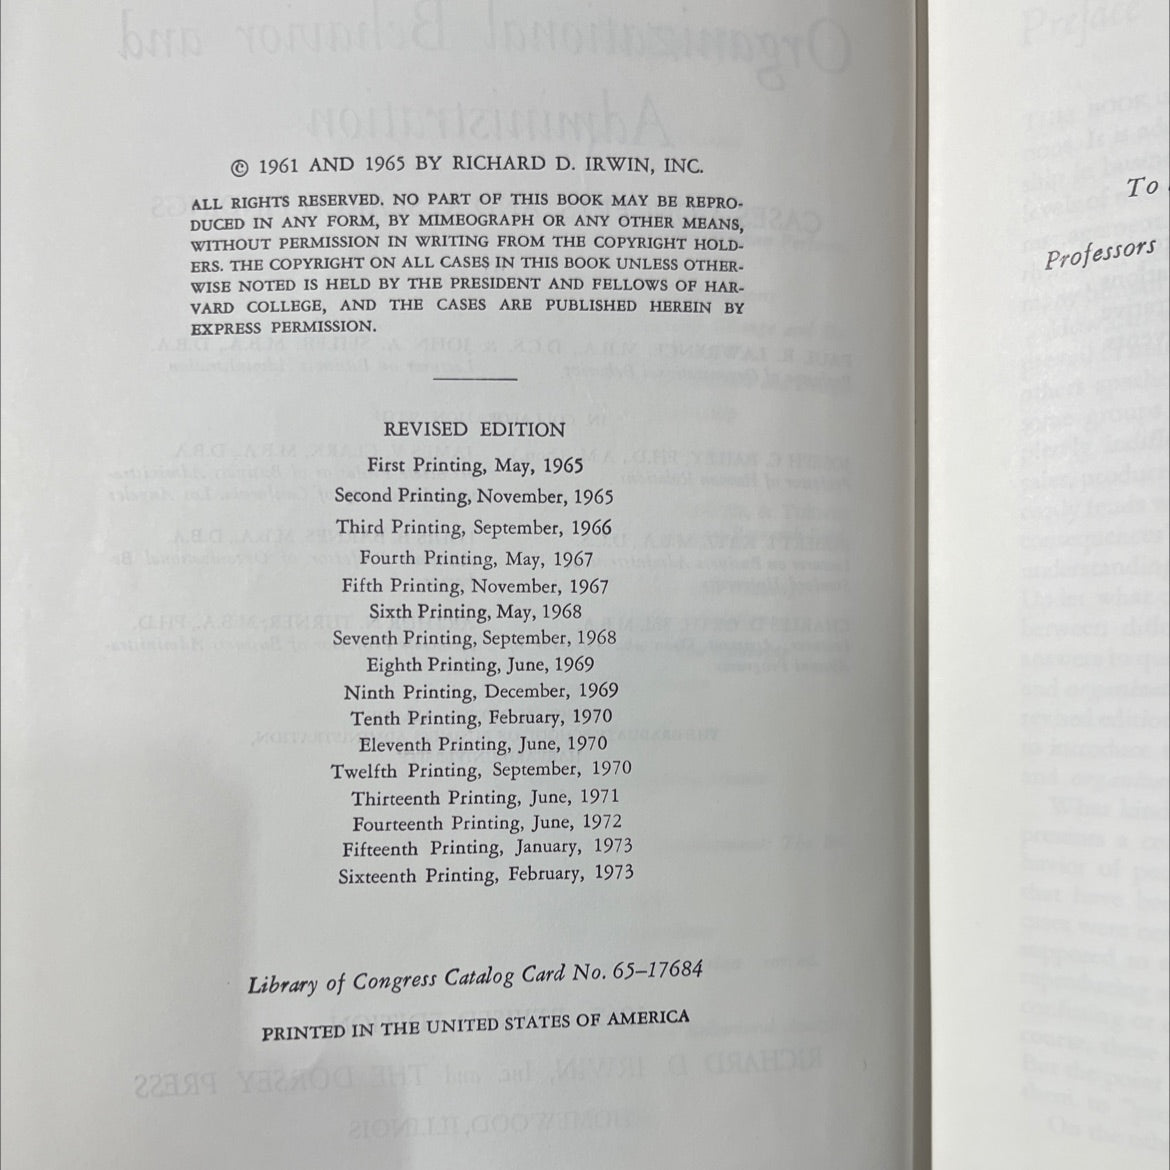 © 1961 AND 1965 BY RICHARD D. IRWIN, INC.
ALL RIGHTS RESERVED. NO PART OF THIS BOOK MAY BE REPRO-
DUCED IN ANY FORM, BY MIMEOGRAPH OR ANY OTHER MEANS,
WITHOUT PERMISSION IN WRITING FROM THE COPYRIGHT HOLD-
ERS. THE COPYRIGHT ON ALL CASES IN THIS BOOK UNLESS OTHER-
WISE NOTED IS HELD BY THE PRESIDENT AND FELLOWS OF HAR-
VARD COLLEGE, AND THE CASES ARE PUBLISHED HEREIN BY
EXPRESS PERMISSION.
REVISED EDITION
First Printing, May, 1965
Second Printing, November, 1965
Third Printing, September, 1966
Fourth Printing, May, 1967
Fifth Printing, November, 1967
Sixth Printing, May, 1968
Seventh Printing, September, 1968
Eighth Printing, June, 1969
Ninth Printing, December, 1969
Tenth Printing, February, 1970
Eleventh Printing, June, 1970
Twelfth Printing, September, 1970
Thirteenth Printing, June, 1971
Fourteenth Printing, June, 1972
Fifteenth Printing, January, 1973
Sixteenth Printing, February, 1973
Library of Congress Catalog Card No. 65–17684
PRINTED IN THE UNITED STATES OF AMERICA
To
Professors